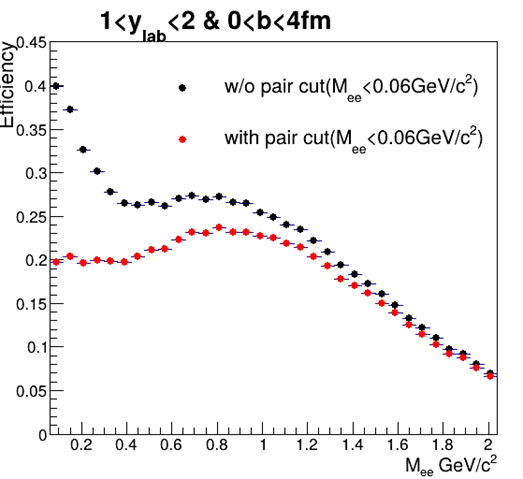 1<y_lab<2 & 0<b<4fm
Efficiency
0.45
0.4
0.35
0.3
0.25
0.2
0.15
0.1
0.05
0
w/o pair cut(M_ee<0.06GeV/c²)
with pair cut(M_ee<0.06GeV/c²)
0.2 0.4 0.6 0.8 1 1.2 1.4 1.6 1.8 2
M_ee GeV/c²